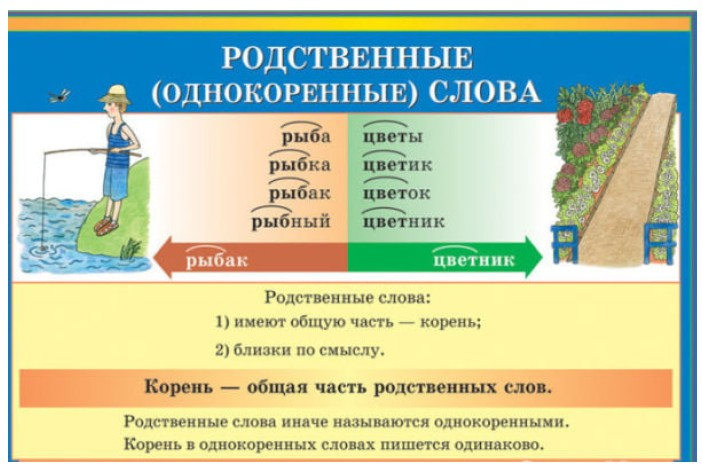 РОДСТВЕННЫЕ
(ОДНОКОРЕННЫЕ) СЛОВА
рыба
рыбка
рыбак
рыбный
цветы
цветик
цветок
цветник
рыбак
цветник
Родственные слова:
1) имеют общую часть — корень;
2) близки по смыслу.
Корень — общая часть родственных слов.
Родственные слова иначе называются однокоренными.
Корень в однокоренных словах пишется одинаково.